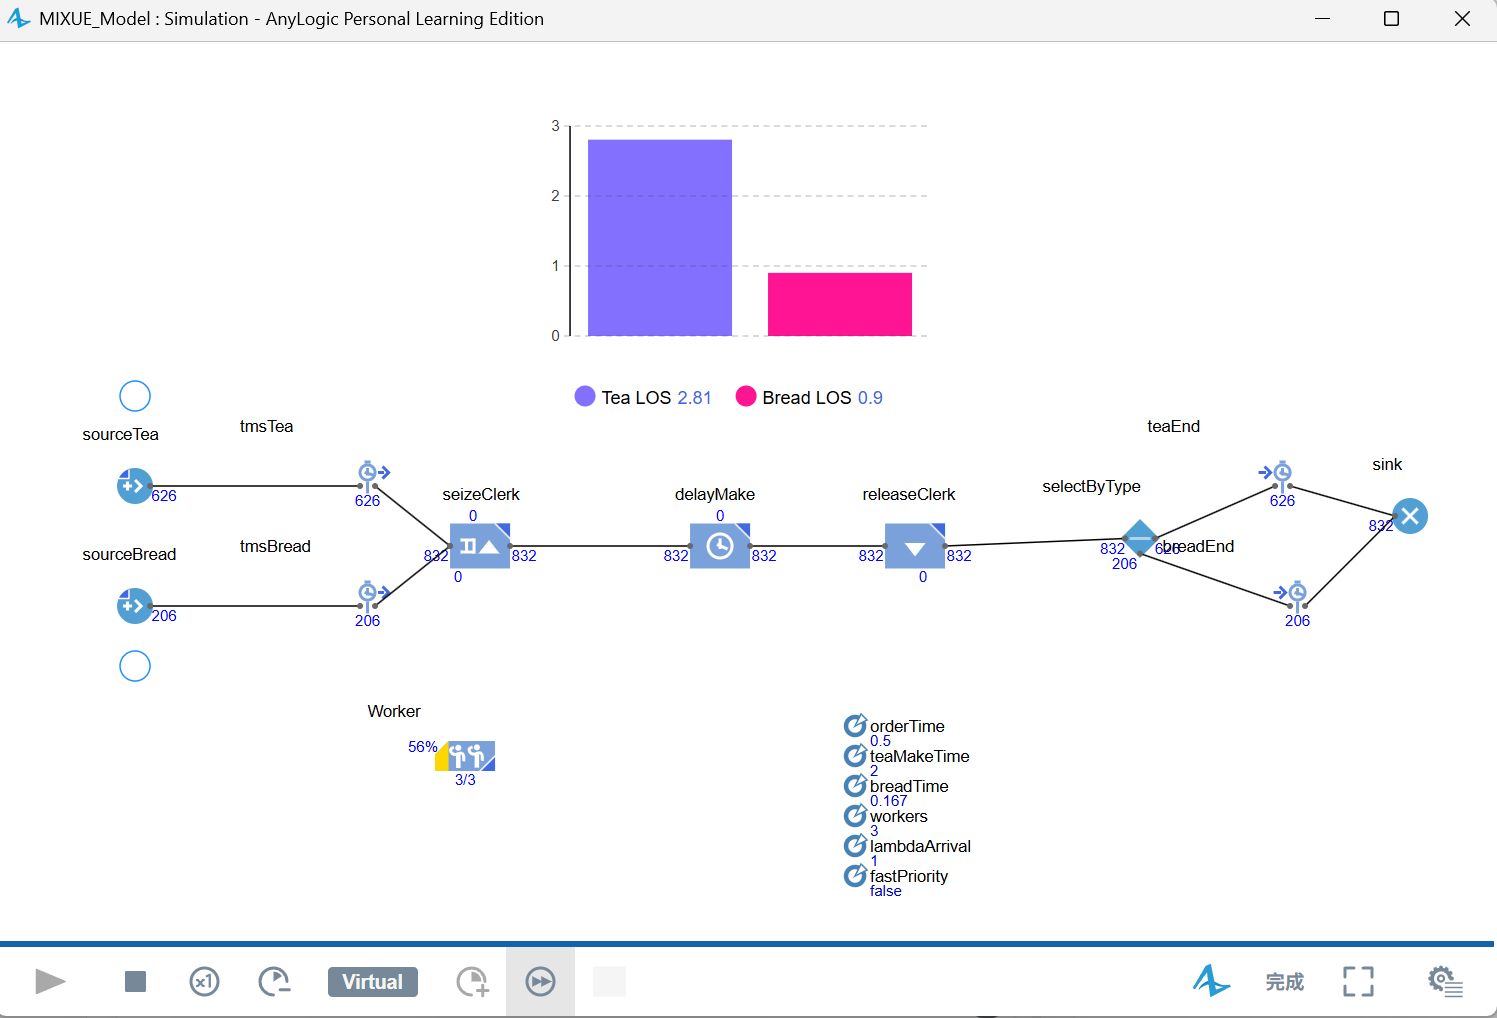 MIXUE_Model : Simulation - AnyLogic Personal Learning Edition
3
2
1
0
Tea LOS 2.81 Bread LOS 0.9
sourceTea
626
tmsTea
626
sourceBread
206
tmsBread
206
seizeClerk
0
832 832
0
delayMake
0
832 832
releaseClerk
832 832
0
selectByType
832 626
206
teaEnd
626
breadEnd
206
sink
832
Worker
56%
3/3
orderTime
0.5
teaMakeTime
2
breadTime
0.167
workers
3
lambdaArrival
1
fastPriority
false
x1 Virtual 完成